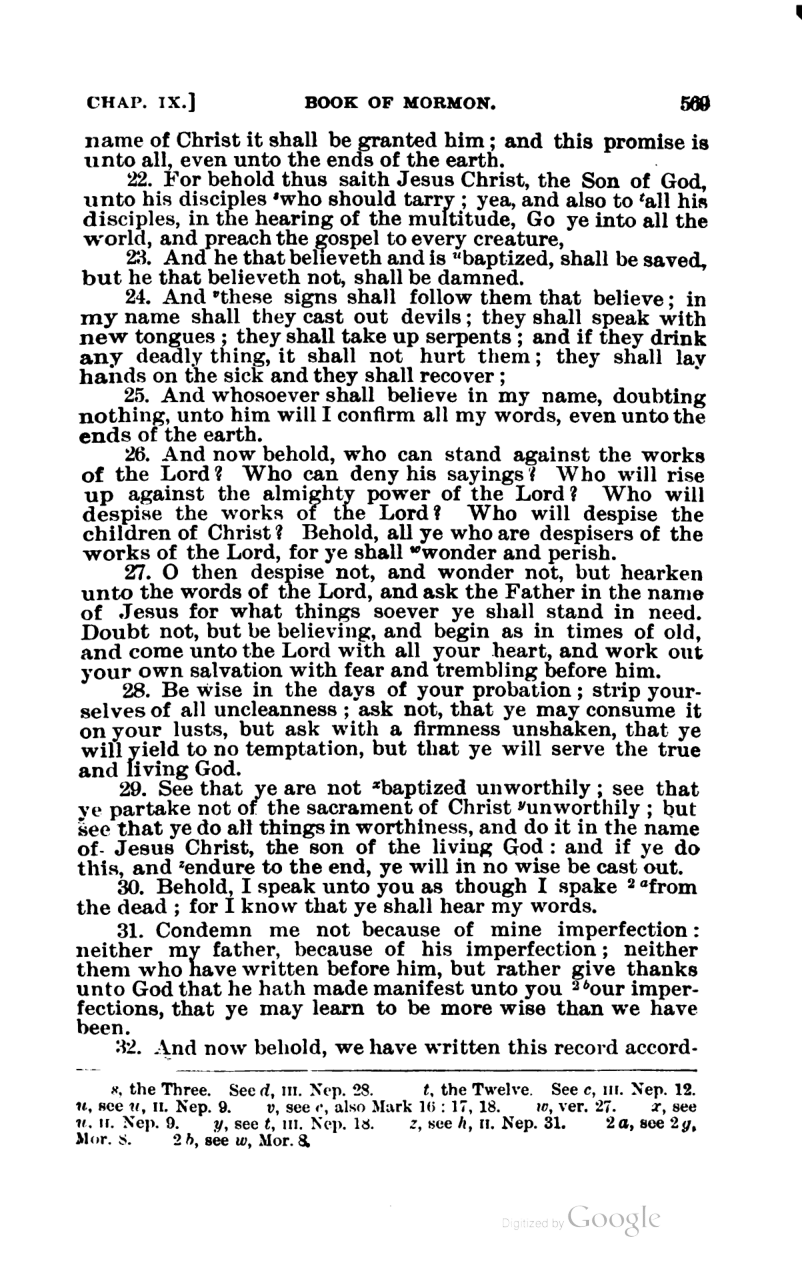 CHAP. IX.] BOOK OF MORMON. 569
name of Christ it shall be granted him; and this promise is
unto all, even unto the ends of the earth.
22. For behold thus saith Jesus Christ, the Son of God,
unto his disciples ˢwho should tarry; yea, and also to ᵗall his
disciples, in the hearing of the multitude, Go ye into all the
world, and preach the gospel to every creature,
23. And he that believeth and is ᵘbaptized, shall be saved,
but he that believeth not, shall be damned.
24. And ᵛthese signs shall follow them that believe; in
my name shall they cast out devils; they shall speak with
new tongues; they shall take up serpents; and if they drink
any deadly thing, it shall not hurt them; they shall lay
hands on the sick and they shall recover;
25. And whosoever shall believe in my name, doubting
nothing, unto him will I confirm all my words, even unto the
ends of the earth.
26. And now behold, who can stand against the works
of the Lord? Who can deny his sayings? Who will rise
up against the almighty power of the Lord? Who will
despise the works of the Lord? Who will despise the
children of Christ? Behold, all ye who are despisers of the
works of the Lord, for ye shall ʷwonder and perish.
27. O then despise not, and wonder not, but hearken
unto the words of the Lord, and ask the Father in the name
of Jesus for what things soever ye shall stand in need.
Doubt not, but be believing, and begin as in times of old,
and come unto the Lord with all your heart, and work out
your own salvation with fear and trembling before him.
28. Be wise in the days of your probation; strip your-
selves of all uncleanness; ask not, that ye may consume it
on your lusts, but ask with a firmness unshaken, that ye
will yield to no temptation, but that ye will serve the true
and living God.
29. See that ye are not ˣbaptized unworthily; see that
ye partake not of the sacrament of Christ ʸunworthily; but
see that ye do all things in worthiness, and do it in the name
of Jesus Christ, the son of the living God: and if ye do
this, and ᶻendure to the end, ye will in no wise be cast out.
30. Behold, I speak unto you as though I spake ²ᵃfrom
the dead; for I know that ye shall hear my words.
31. Condemn me not because of mine imperfection:
neither my father, because of his imperfection; neither
them who have written before him, but rather give thanks
unto God that he hath made manifest unto you ²ᵇour imper-
fections, that ye may learn to be more wise than we have
been.
32. And now behold, we have written this record accord-
s, the Three. See d, III. Nep. 28. t, the Twelve. See c, III. Nep. 12.
u, see u, II. Nep. 9. v, see c, also Mark 16: 17, 18. w, ver. 27. x, see
u. II. Nep. 9. y, see t, III. Nep. 18. z, see h, II. Nep. 31. 2a, see 2y,
Mor. 8. 2b, see w, Mor. 8.
Digitized by Google